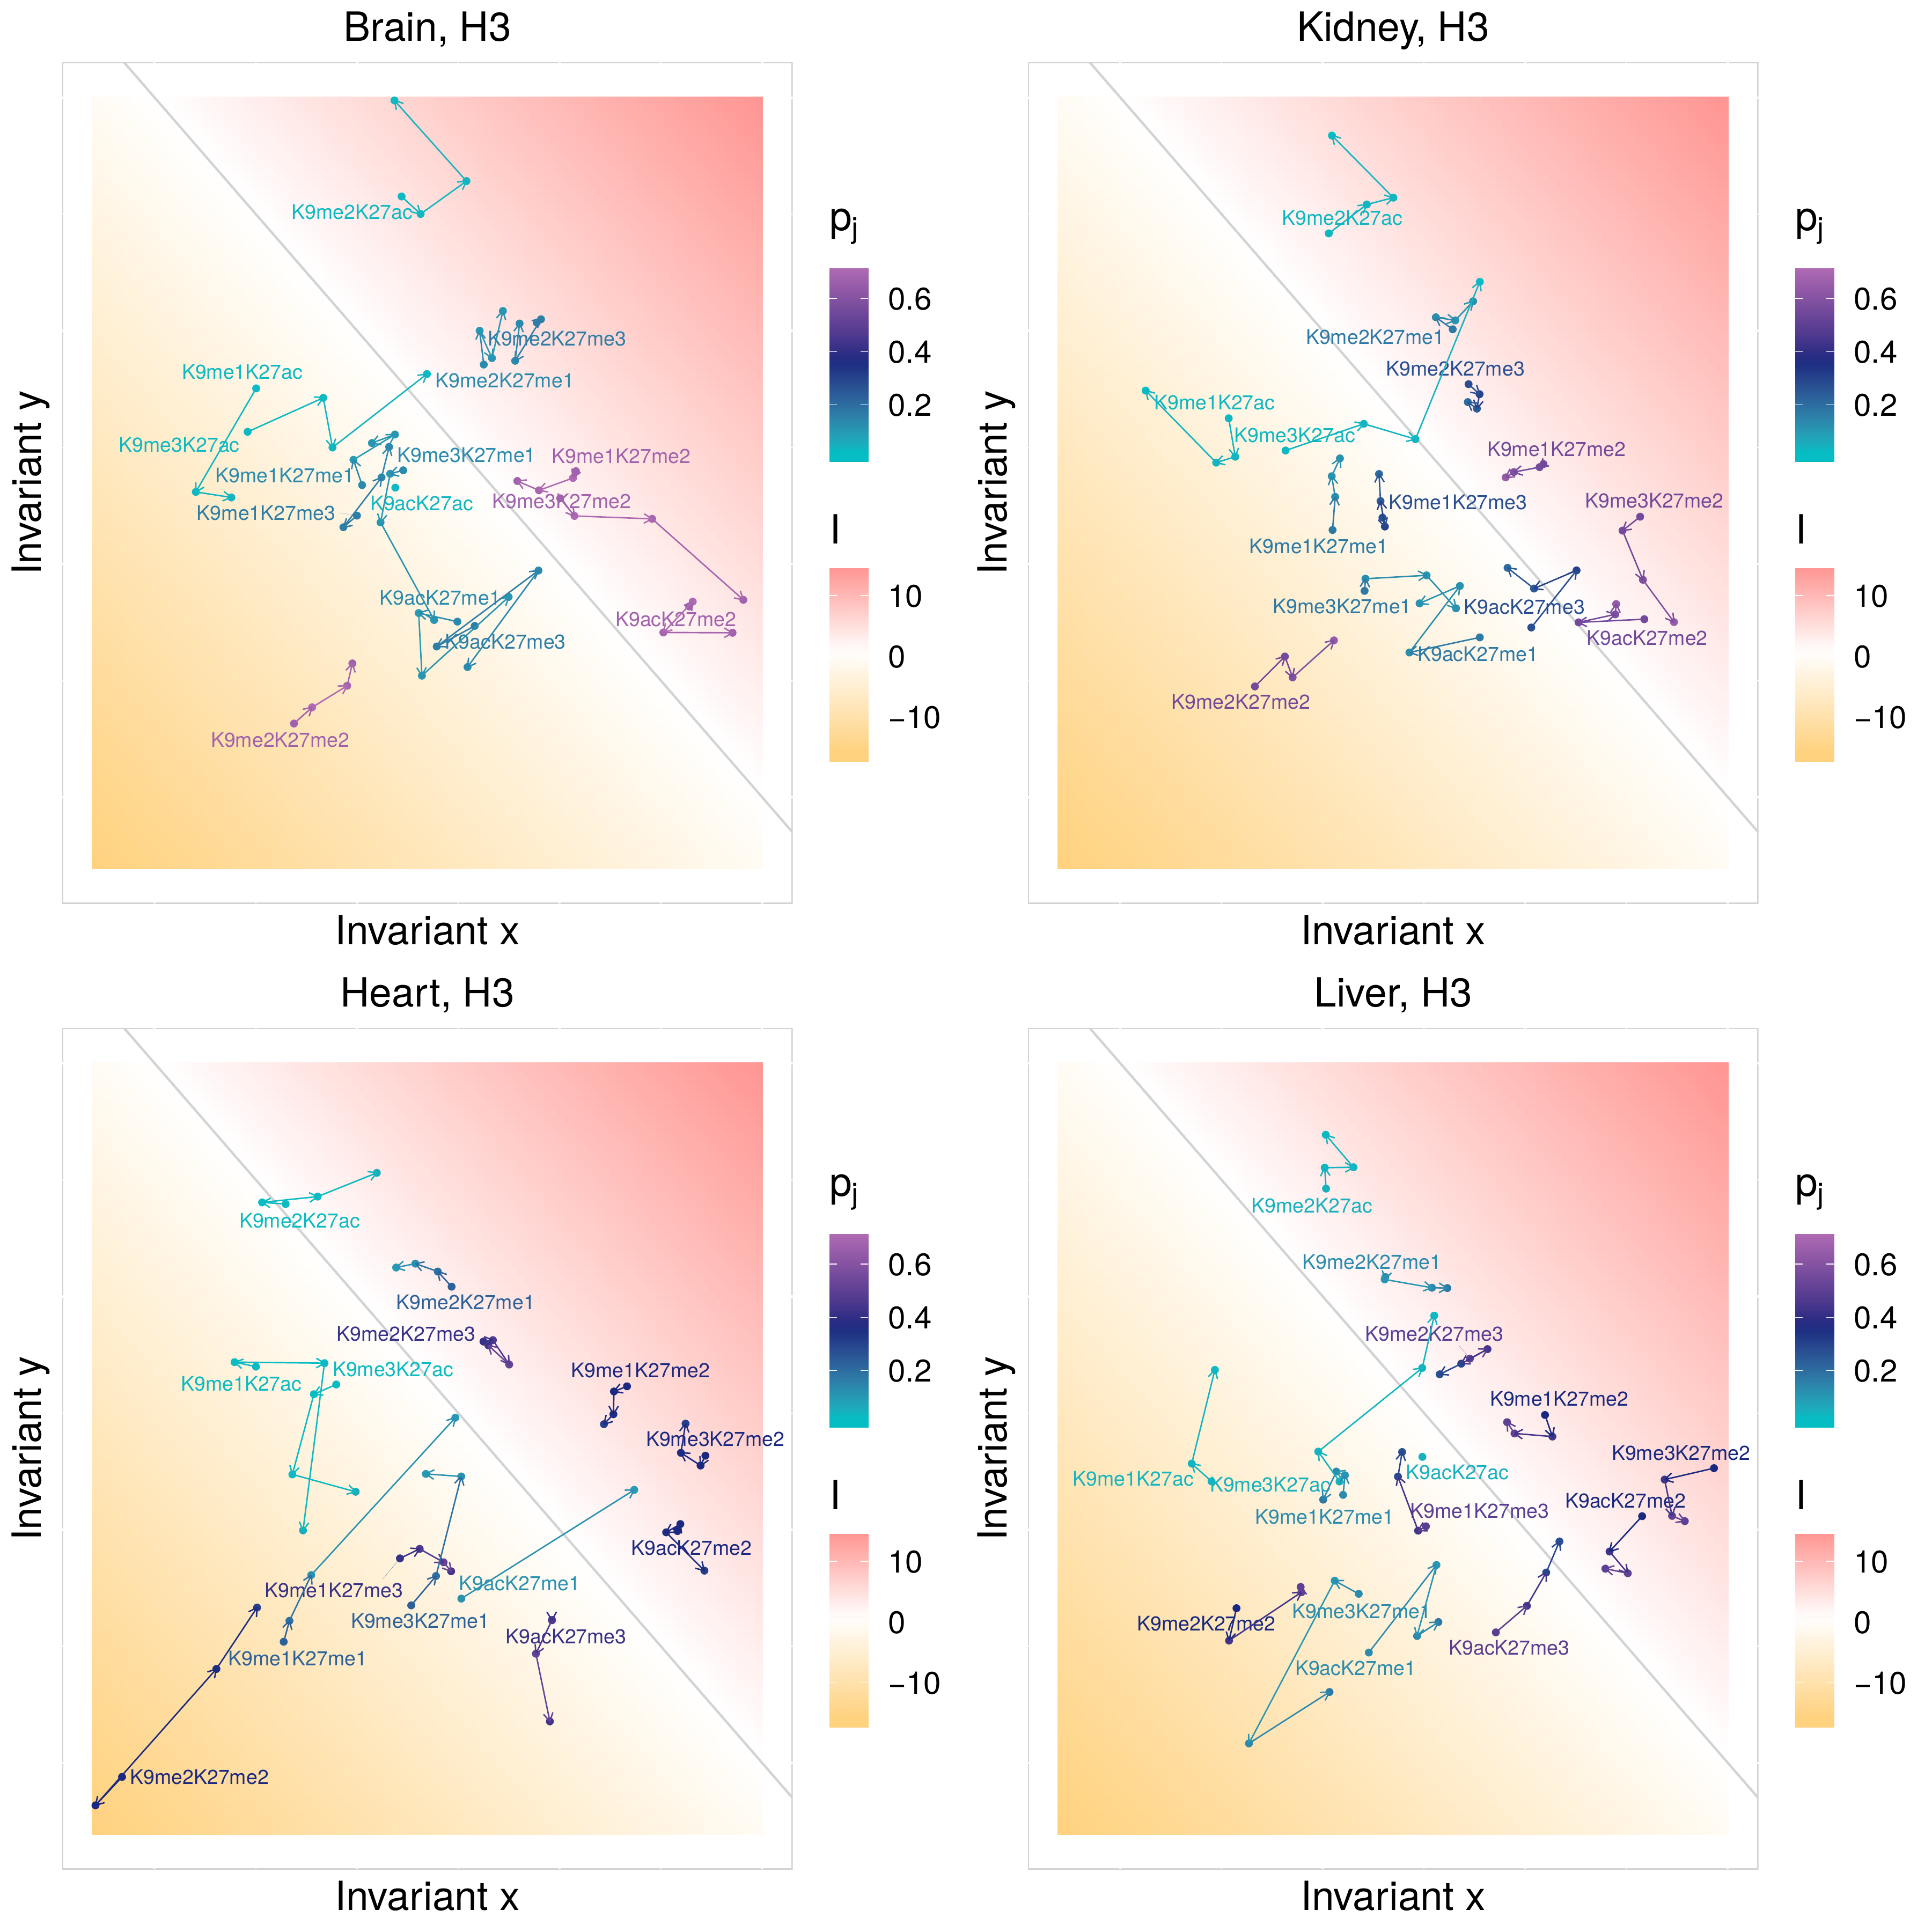 Brain, H3
Invariant y
Invariant x
K9me2K27ac
K9me2K27me3
K9me2K27me1
K9me1K27ac
K9me3K27ac
K9me3K27me1
K9me1K27me2
K9me1K27me1
K9acK27ac
K9me3K27me2
K9me1K27me3
K9acK27me1
K9acK27me2
K9acK27me3
K9me2K27me2
pj
0.6
0.4
0.2
I
10
0
−10
Kidney, H3
Invariant y
Invariant x
K9me2K27ac
K9me2K27me1
K9me2K27me3
K9me1K27ac
K9me3K27ac
K9me1K27me2
K9me1K27me3
K9me3K27me2
K9me1K27me1
K9me3K27me1
K9acK27me3
K9acK27me2
K9acK27me1
K9me2K27me2
pj
0.6
0.4
0.2
I
10
0
−10
Heart, H3
Invariant y
Invariant x
K9me2K27ac
K9me2K27me1
K9me2K27me3
K9me3K27ac
K9me1K27me2
K9me1K27ac
K9me3K27me2
K9acK27me2
K9me1K27me3
K9acK27me1
K9me3K27me1
K9acK27me3
K9me1K27me1
K9me2K27me2
pj
0.6
0.4
0.2
I
10
0
−10
Liver, H3
Invariant y
Invariant x
K9me2K27ac
K9me2K27me1
K9me2K27me3
K9me1K27me2
K9me3K27me2
K9acK27ac
K9me1K27ac
K9me3K27ac
K9acK27me2
K9me1K27me3
K9me1K27me1
K9me3K27me1
K9me2K27me2
K9acK27me3
K9acK27me1
pj
0.6
0.4
0.2
I
10
0
−10